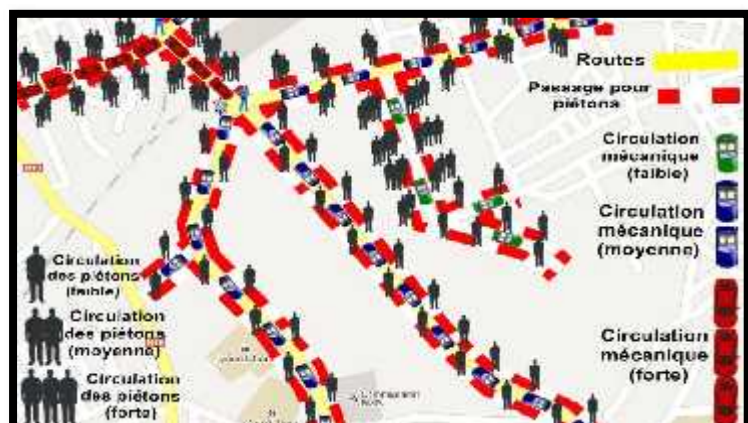 Routes
Passage pour
piétons
Circulation
mécanique
(faible)
Circulation
mécanique
(moyenne)
Circulation
mécanique
(forte)
Circulation
des piétons
(faible)
Circulation
des piétons
(moyenne)
Circulation
des piétons
(forte)